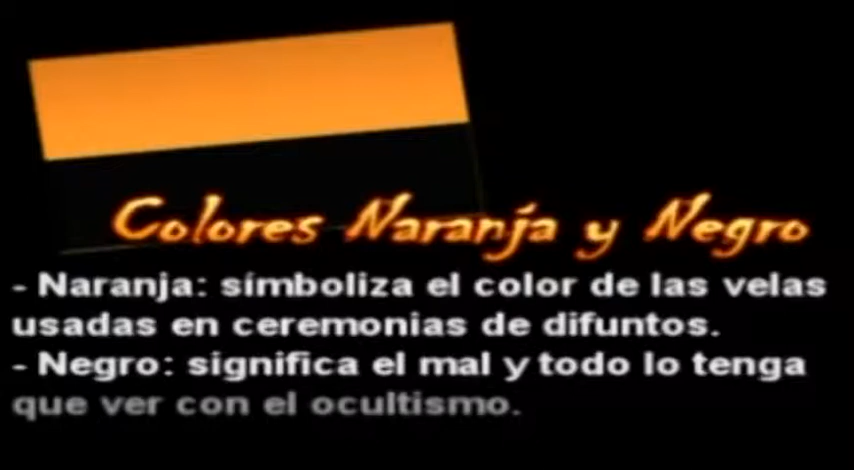 Colores Naranja y Negro
- Naranja: símboliza el color de las velas
usadas en ceremonias de difuntos.
- Negro: significa el mal y todo lo tenga
que ver con el ocultismo.